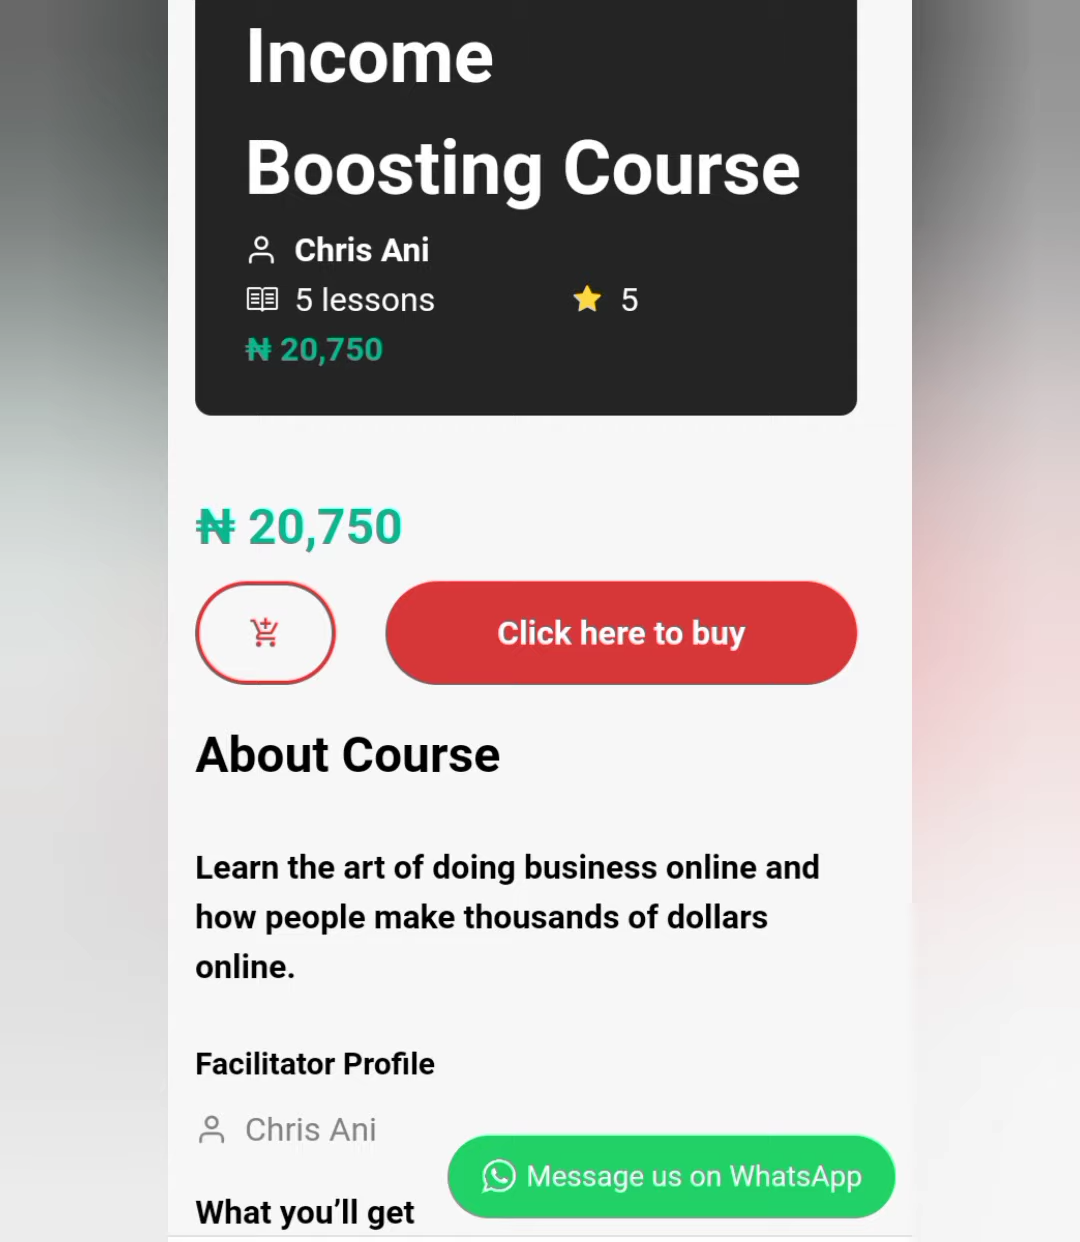 Income
Boosting Course
Chris Ani
5 lessons
5
₦ 20,750
₦ 20,750
Click here to buy
About Course
Learn the art of doing business online and
how people make thousands of dollars
online.
Facilitator Profile
Chris Ani
Message us on WhatsApp
What you’ll get